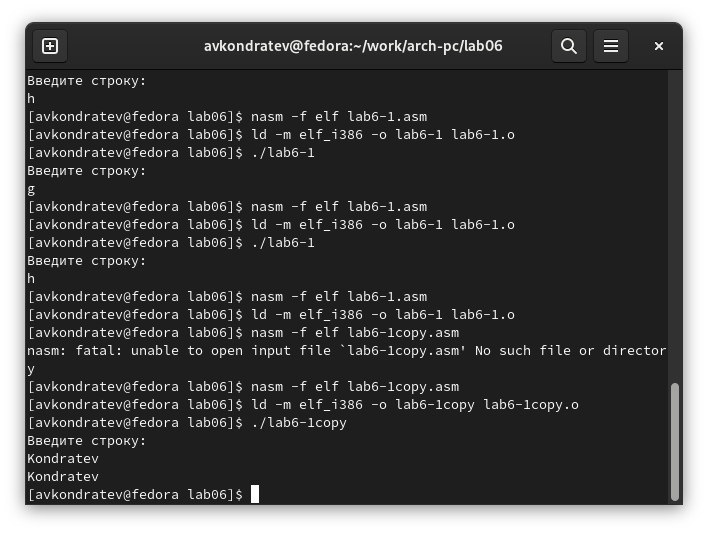 avkondratev@fedora:~/work/arch-pc/lab06
Введите строку:
h
[avkondratev@fedora lab06]$ nasm -f elf lab6-1.asm
[avkondratev@fedora lab06]$ ld -m elf_i386 -o lab6-1 lab6-1.o
[avkondratev@fedora lab06]$ ./lab6-1
Введите строку:
g
[avkondratev@fedora lab06]$ nasm -f elf lab6-1.asm
[avkondratev@fedora lab06]$ ld -m elf_i386 -o lab6-1 lab6-1.o
[avkondratev@fedora lab06]$ ./lab6-1
Введите строку:
h
[avkondratev@fedora lab06]$ nasm -f elf lab6-1.asm
[avkondratev@fedora lab06]$ ld -m elf_i386 -o lab6-1 lab6-1.o
[avkondratev@fedora lab06]$ nasm -f elf lab6-1copy.asm
nasm: fatal: unable to open input file `lab6-1copy.asm' No such file or director
y
[avkondratev@fedora lab06]$ nasm -f elf lab6-1copy.asm
[avkondratev@fedora lab06]$ ld -m elf_i386 -o lab6-1copy lab6-1copy.o
[avkondratev@fedora lab06]$ ./lab6-1copy
Введите строку:
Kondratev
Kondratev
[avkondratev@fedora lab06]$